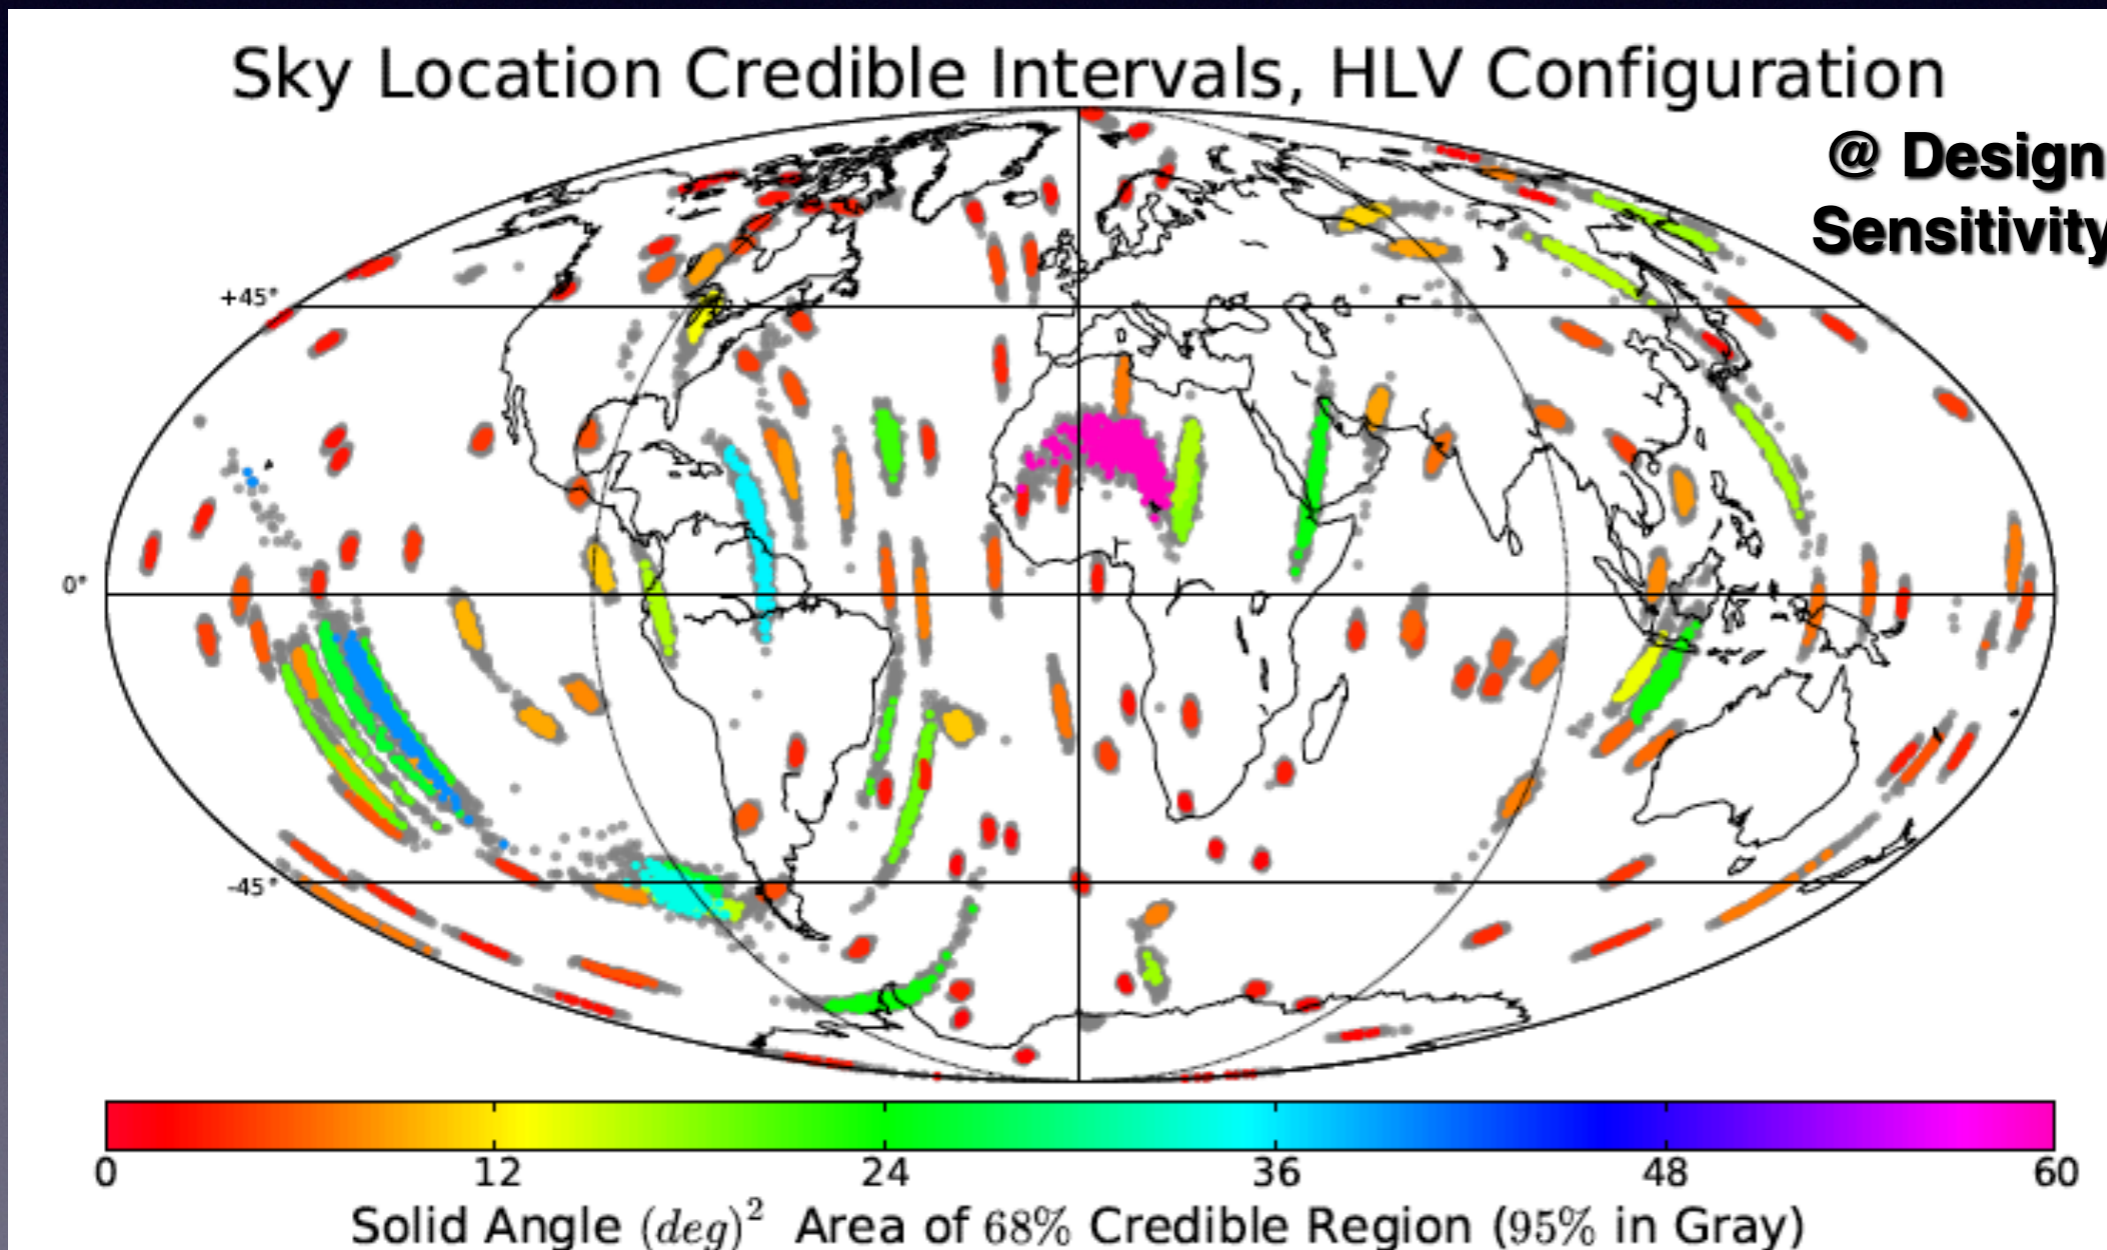 Sky Location Credible Intervals, HLV Configuration
@ Design
Sensitivity
+45°
0°
-45°
0 12 24 36 48 60
Solid Angle (deg)² Area of 68% Credible Region (95% in Gray)